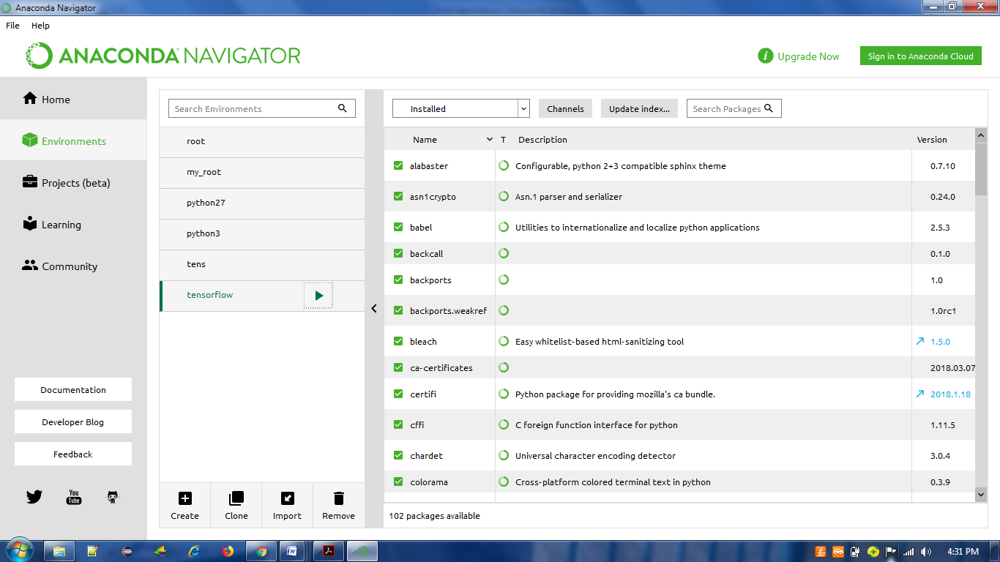 Anaconda Navigator
File Help
ANACONDA NAVIGATOR
i Upgrade Now Sign in to Anaconda Cloud
Home
Environments
Projects (beta)
Learning
Community
Documentation
Developer Blog
Feedback
You Tube
Search Environments
root
my_root
python27
python3
tens
tensorflow
Create Clone Import Remove
Installed Channels Update index... Search Packages
Name T Description Version
alabaster Configurable, python 2+3 compatible sphinx theme 0.7.10
asn1crypto Asn.1 parser and serializer 0.24.0
babel Utilities to internationalize and localize python applications 2.5.3
backcall 0.1.0
backports 1.0
backports.weakref 1.0rc1
bleach Easy whitelist-based html-sanitizing tool 1.5.0
ca-certificates 2018.03.07
certifi Python package for providing mozilla's ca bundle. 2018.1.18
cffi C foreign function interface for python 1.11.5
chardet Universal character encoding detector 3.0.4
colorama Cross-platform colored terminal text in python 0.3.9
102 packages available
4:31 PM